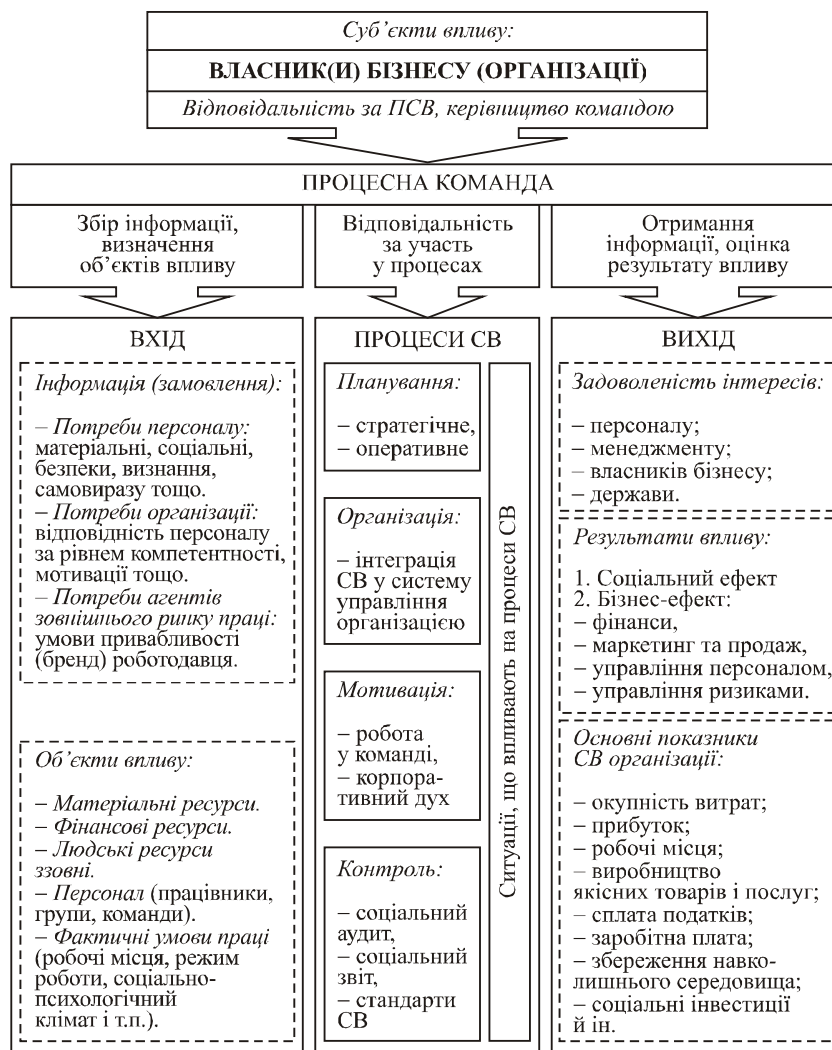 Суб’єкти впливу:
ВЛАСНИК(И) БІЗНЕСУ (ОРГАНІЗАЦІЇ)
Відповідальність за ПСВ, керівництво командою
ПРОЦЕСНА КОМАНДА
Збір інформації,
визначення
об’єктів впливу
Відповідальність
за участь
у процесах
Отримання
інформації, оцінка
результату впливу
ВХІД
Інформація (замовлення):
– Потреби персоналу:
матеріальні, соціальні,
безпеки, визнання,
самовиразу тощо.
– Потреби організації:
відповідність персоналу
за рівнем компетентності,
мотивації тощо.
– Потреби агентів
зовнішнього ринку праці:
умови привабливості
(бренд) роботодавця.
Об’єкти впливу:
– Матеріальні ресурси.
– Фінансові ресурси.
– Людські ресурси
ззовні.
– Персонал (працівники,
групи, команди).
– Фактичні умови праці
(робочі місця, режим
роботи, соціально-
психологічний
клімат і т.п.).
ПРОЦЕСИ СВ
Планування:
– стратегічне,
– оперативне
Організація:
– інтеграція
СВ у систему
управління
організацією
Мотивація:
– робота
у команді,
– корпора-
тивний дух
Контроль:
– соціальний
аудит,
– соціальний
звіт,
– стандарти
СВ
Ситуації, що впливають на процеси СВ
ВИХІД
Задоволеність інтересів:
– персоналу;
– менеджменту;
– власників бізнесу;
– держави.
Результати впливу:
1. Соціальний ефект
2. Бізнес-ефект:
– фінанси,
– маркетинг та продаж,
– управління персоналом,
– управління ризиками.
Основні показники
СВ організації:
– окупність витрат;
– прибуток;
– робочі місця;
– виробництво
якісних товарів і послуг;
– сплата податків;
– заробітна плата;
– збереження навко-
лишнього середовища;
– соціальні інвестиції
й ін.